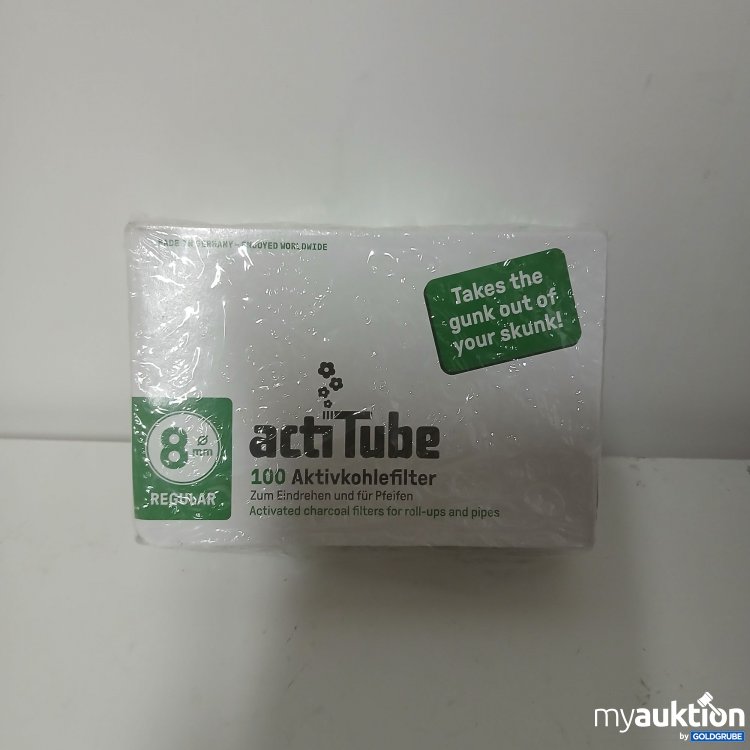 MADE IN GERMANY - ENJOYED WORLDWIDE
Takes the
gunk out of
your skunk!
8 Ø
mm
REGULAR
actiTube
100 Aktivkohlefilter
Zum Eindrehen und für Pfeifen
Activated charcoal filters for roll-ups and pipes
myauktion
by GOLDGRUBE